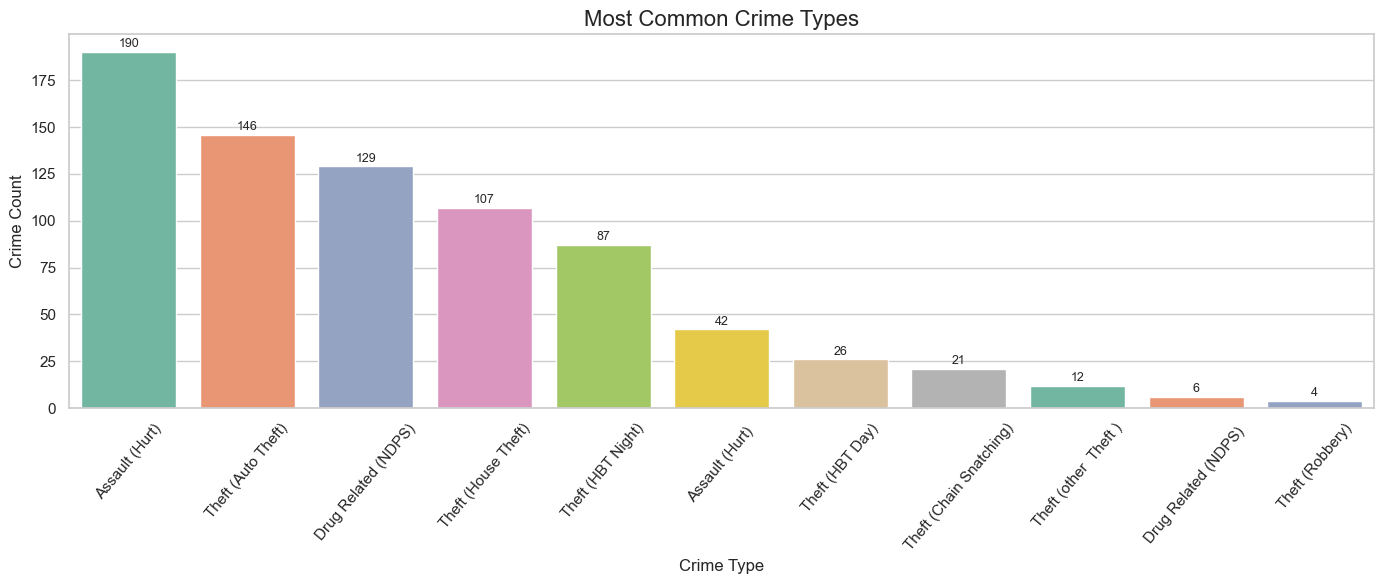 Most Common Crime Types
Crime Count
175
150
125
100
75
50
25
0
190
146
129
107
87
42
26
21
12
6
4
Assault (Hurt)
Theft (Auto Theft)
Drug Related (NDPS)
Theft (House Theft)
Theft (HBT Night)
Assault (Hurt)
Theft (HBT Day)
Theft (Chain Snatching)
Theft (other  Theft )
Drug Related (NDPS)
Theft (Robbery)
Crime Type